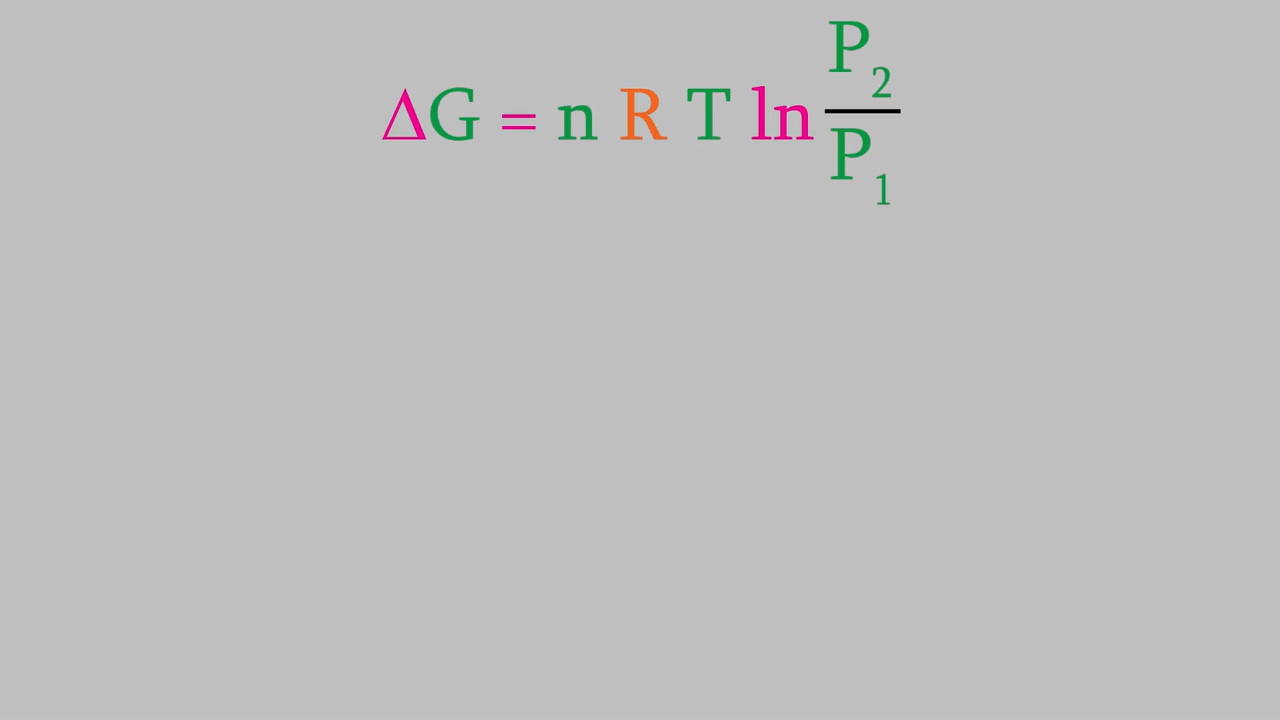 ΔG = n R T ln P₂/P₁